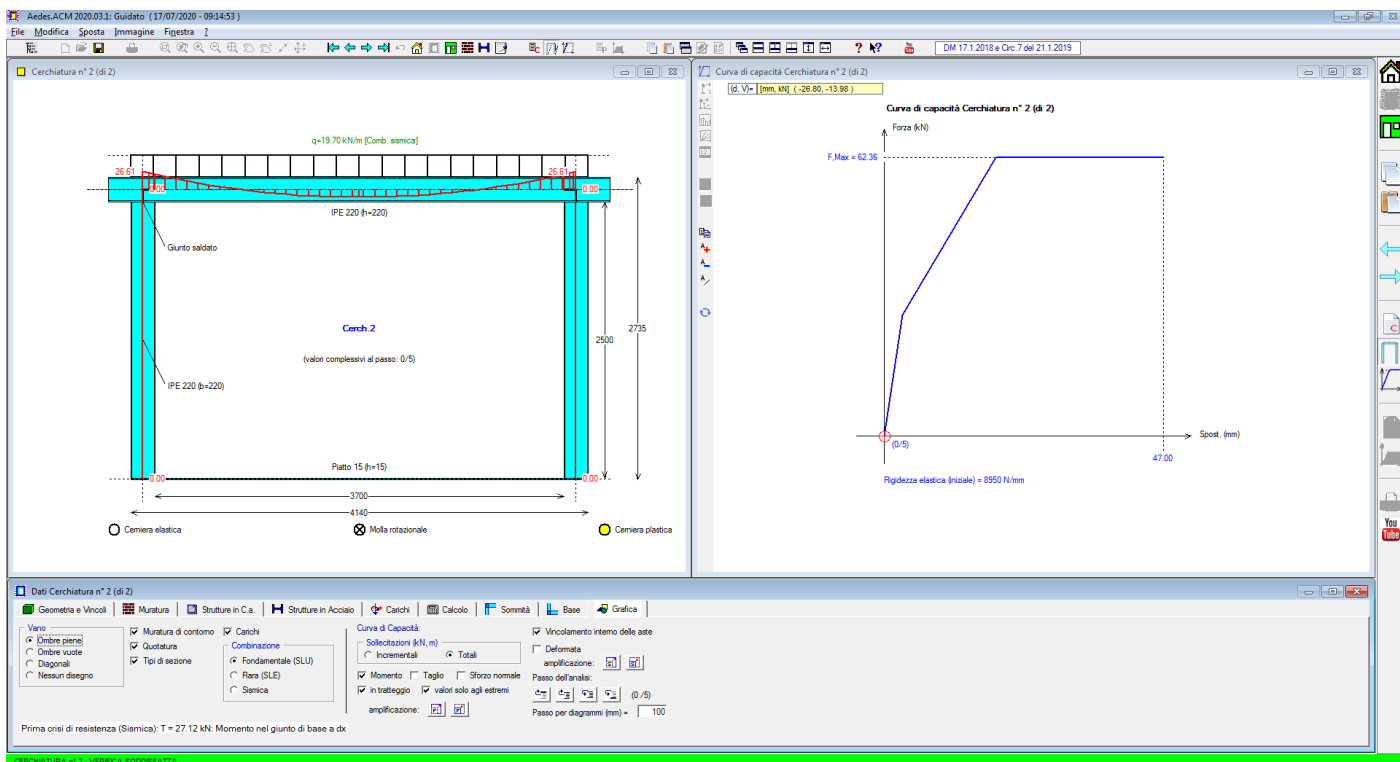 Aedes.ACM 2020.03.1: Guidato (17/07/2020 - 09:14:53 )
File Modifica Sposta Immagine Finestra ?
DM 17.1.2018 e Circ.7 del 21.1.2019
Cerchiatura n° 2 (di 2)
q=19.70 kN/m [Comb. sismica]
26.61
26.61
0.00
0.00
IPE 220 (h=220)
Giunto saldato
Cerch.2
2500
2735
(valori complessivi al passo: 0/5)
IPE 220 (b=220)
Piatto 15 (h=15)
0.00
0.00
3700
4140
Cerniera elastica
Molla rotazionale
Cerniera plastica
Curva di capacità Cerchiatura n° 2 (di 2)
(d, V)= [mm, kN] ( -26.80, -13.98 )
Curva di capacità Cerchiatura n° 2 (di 2)
Forza (kN)
F,Max = 62.36
(0/5)
Spost. (mm)
47.00
Rigidezza elastica (iniziale) = 8950 N/mm
You
Tube
Dati Cerchiatura n° 2 (di 2)
Geometria e Vincoli Muratura Strutture in C.a. Strutture in Acciaio Carichi Calcolo Sommità Base Grafica
Vano
Ombre piene
Ombre vuote
Diagonali
Nessun disegno
Muratura di contorno
Quotatura
Tipi di sezione
Carichi
Combinazione
Fondamentale (SLU)
Rara (SLE)
Sismica
Curva di Capacità:
Sollecitazioni (kN, m)
Incrementali Totali
Momento Taglio Sforzo normale
in tratteggio valori solo agli estremi
amplificazione:
Vincolamento interno delle aste
Deformata
amplificazione:
Passo dell'analisi:
(0 /5)
Passo per diagrammi (mm) = 100
Prima crisi di resistenza (Sismica): T = 27.12 kN: Momento nel giunto di base a dx
CERCHIATURA n° 2 : VERIFICA SODDISFATTA